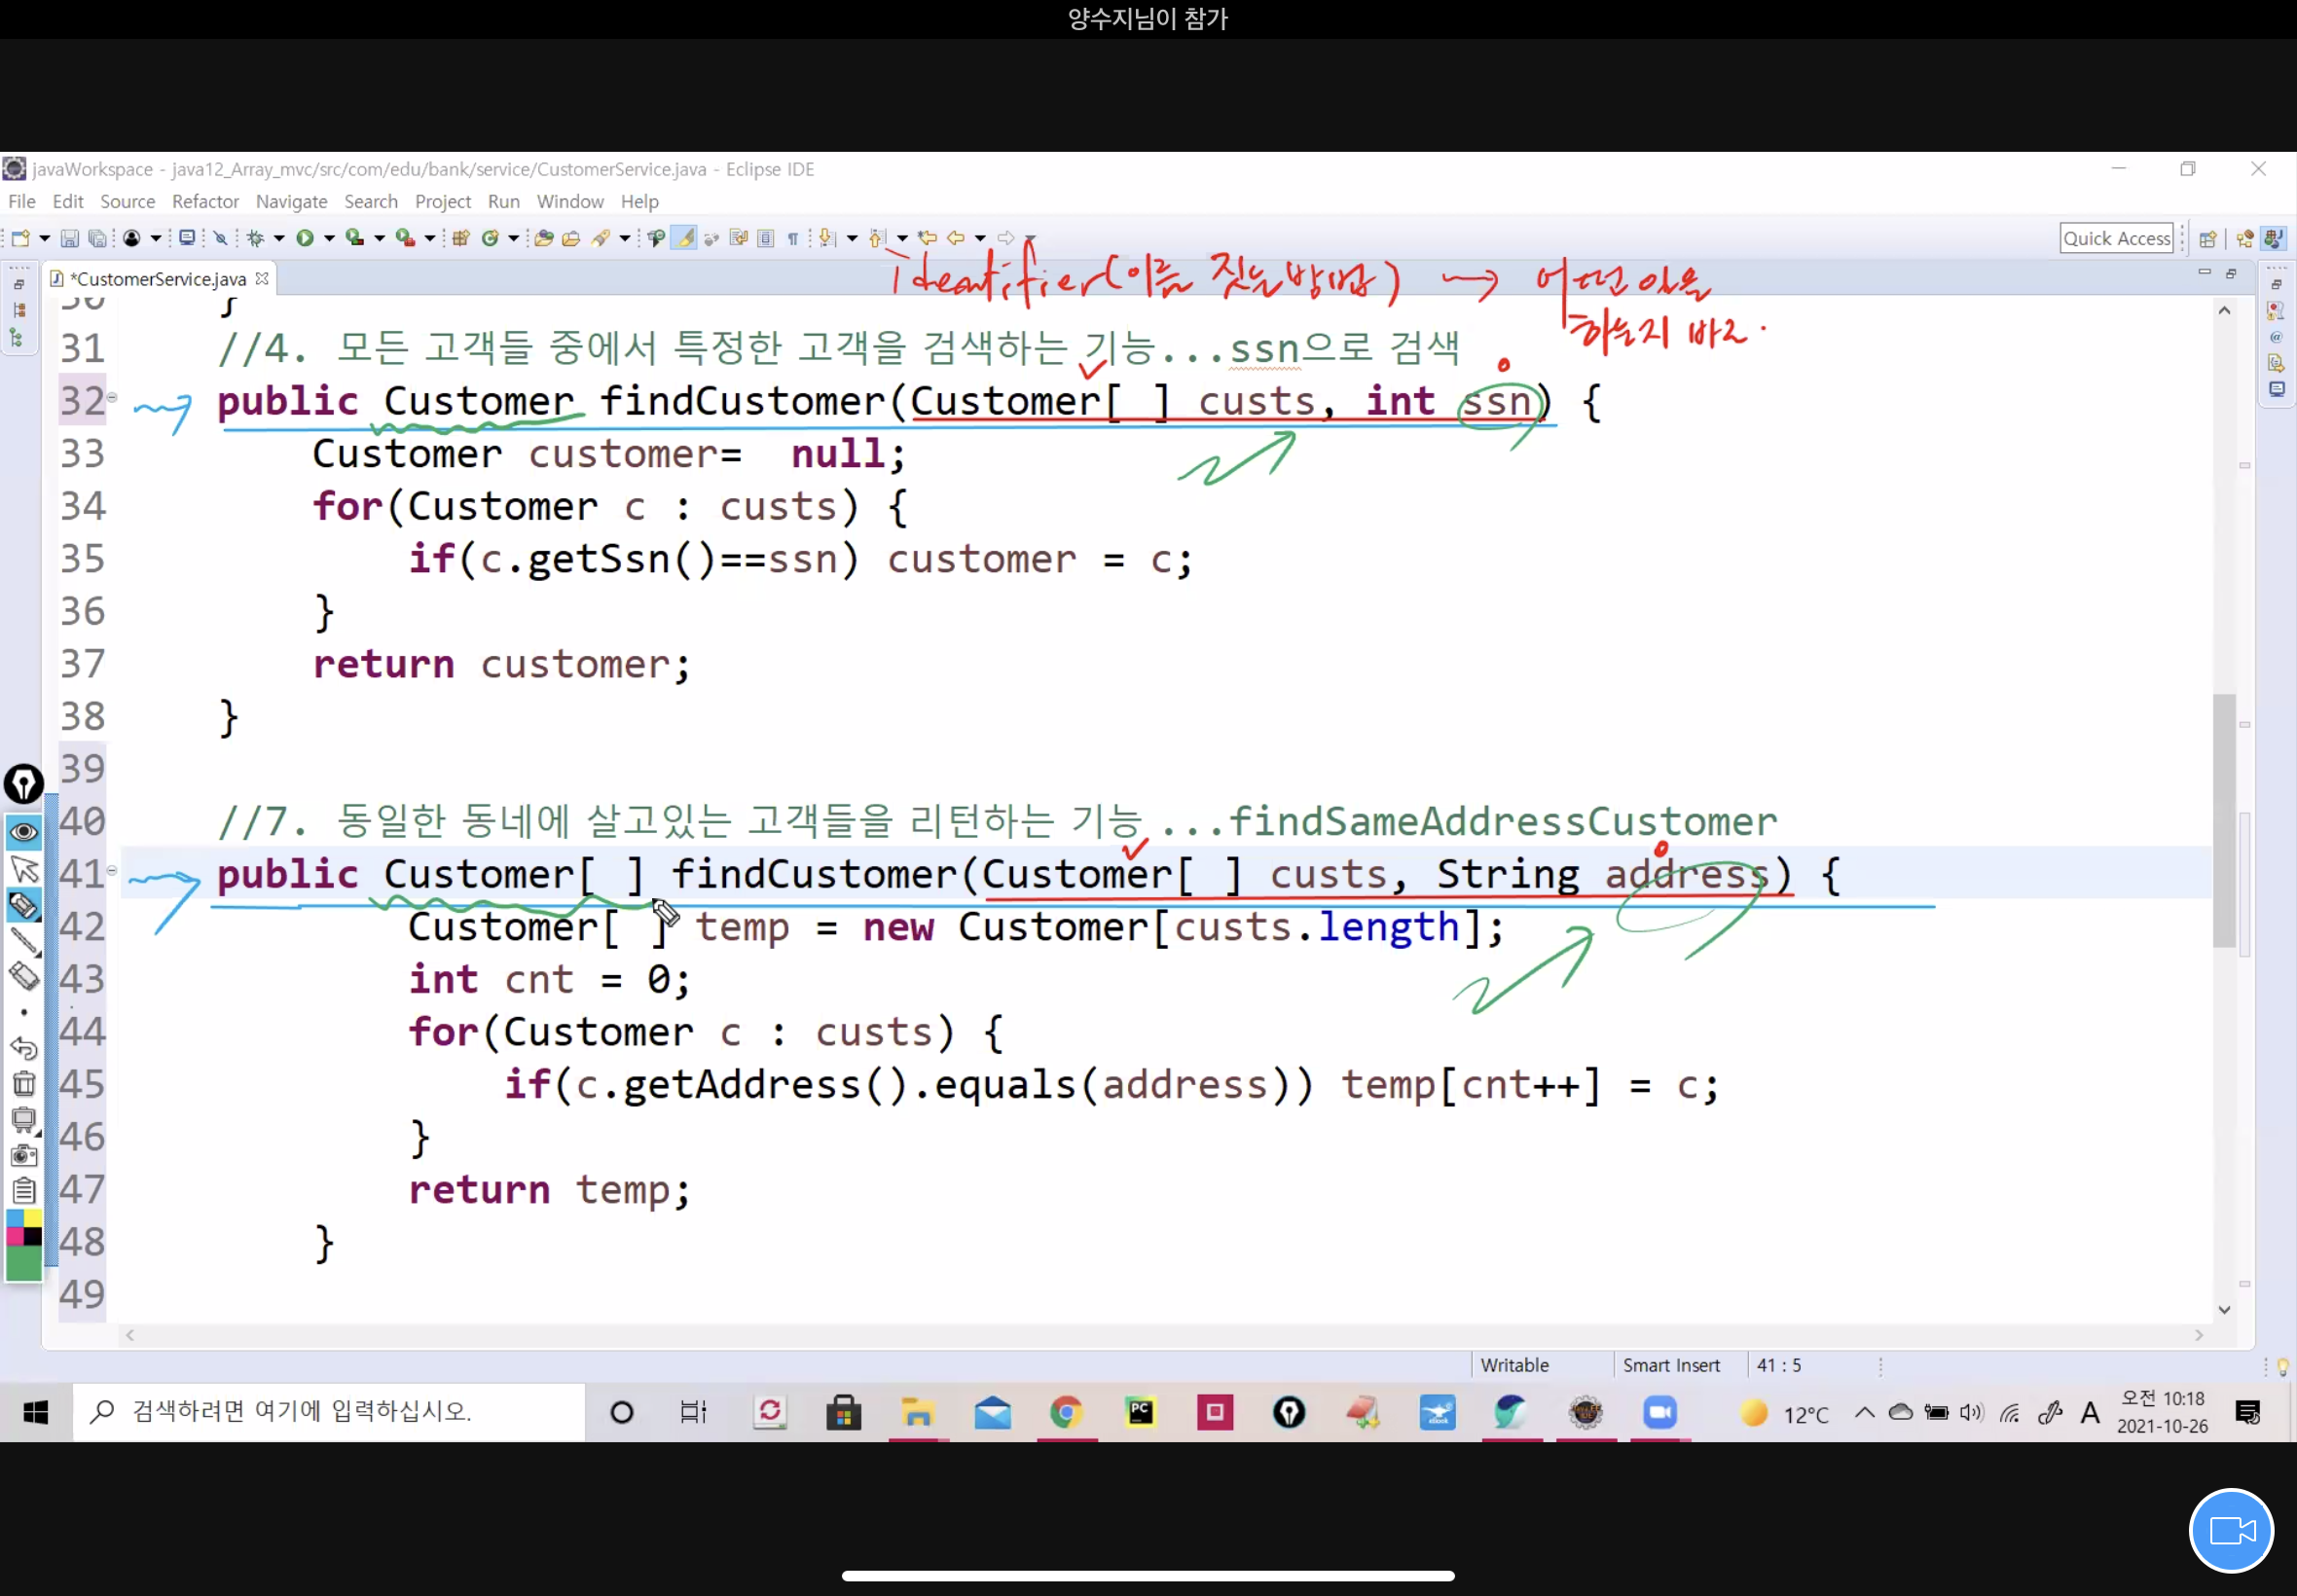 양수지님이 참가
javaWorkspace - java12_Array_mvc/src/com/edu/bank/service/CustomerService.java - Eclipse IDE
File Edit Source Refactor Navigate Search Project Run Window Help
Quick Access
*CustomerService.java
Identifier(이름 짓는 방법) → 어떤 일을
하는지 바로
30 }
31 //4. 모든 고객들 중에서 특정한 고객을 검색하는 기능...ssn으로 검색
32 public Customer findCustomer(Customer[ ] custs, int ssn) {
33 Customer customer= null;
34 for(Customer c : custs) {
35 if(c.getSsn()==ssn) customer = c;
36 }
37 return customer;
38 }
39
40 //7. 동일한 동네에 살고있는 고객들을 리턴하는 기능 ...findSameAddressCustomer
41 public Customer[ ] findCustomer(Customer[ ] custs, String address) {
42 Customer[ ] temp = new Customer[custs.length];
43 int cnt = 0;
44 for(Customer c : custs) {
45 if(c.getAddress().equals(address)) temp[cnt++] = c;
46 }
47 return temp;
48 }
49
Writable Smart Insert 41 : 5
검색하려면 여기에 입력하십시오.
PC
12°C
A
오전 10:18
2021-10-26